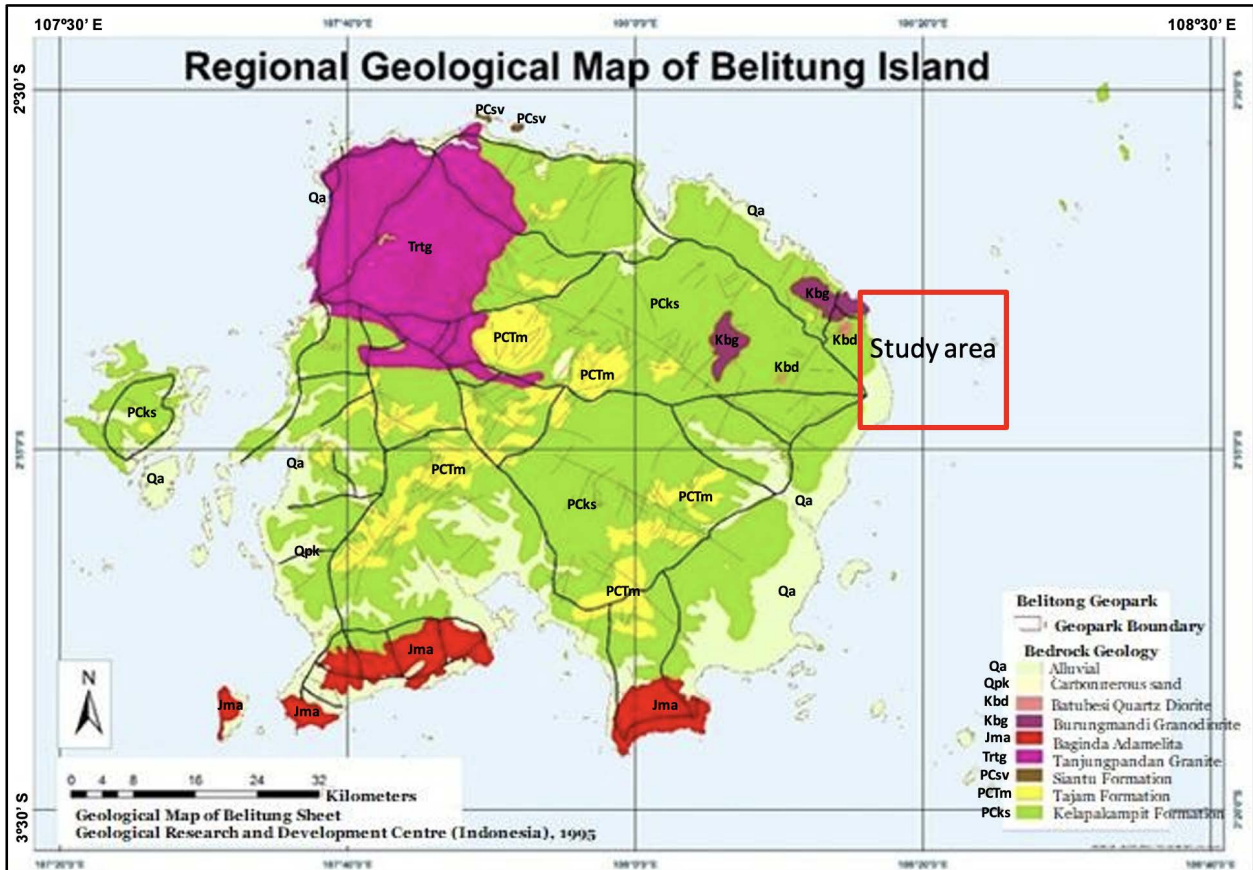 107º30’ E
108º30’ E
107°40'0"E
Regional Geological Map of Belitung Island
2º30’ S
PCsv
PCsv
Qa
Qa
Trtg
Kbg
PCks
Kbg
Kbd
Study area
PCTm
PCTm
Kbd
PCks
Qa
Qa
PCTm
PCTm
PCks
Qa
Qpk
PCTm
Qa
Jma
Jma
Jma
Jma
N
Belitong Geopark
Geopark Boundary
Bedrock Geology
Qa Alluvial
Qpk Carbonnerous sand
Kbd Batubesi Quartz Diorite
Kbg Burungmandi Granodiorite
Jma Baginda Adamelita
Trtg Tanjungpandan Granite
PCsv Siantu Formation
PCTm Tajam Formation
PCks Kelapakampit Formation
0 4 8 16 24 32
Kilometers
Geological Map of Belitung Sheet
Geological Research and Development Centre (Indonesia), 1995
3º30’ S